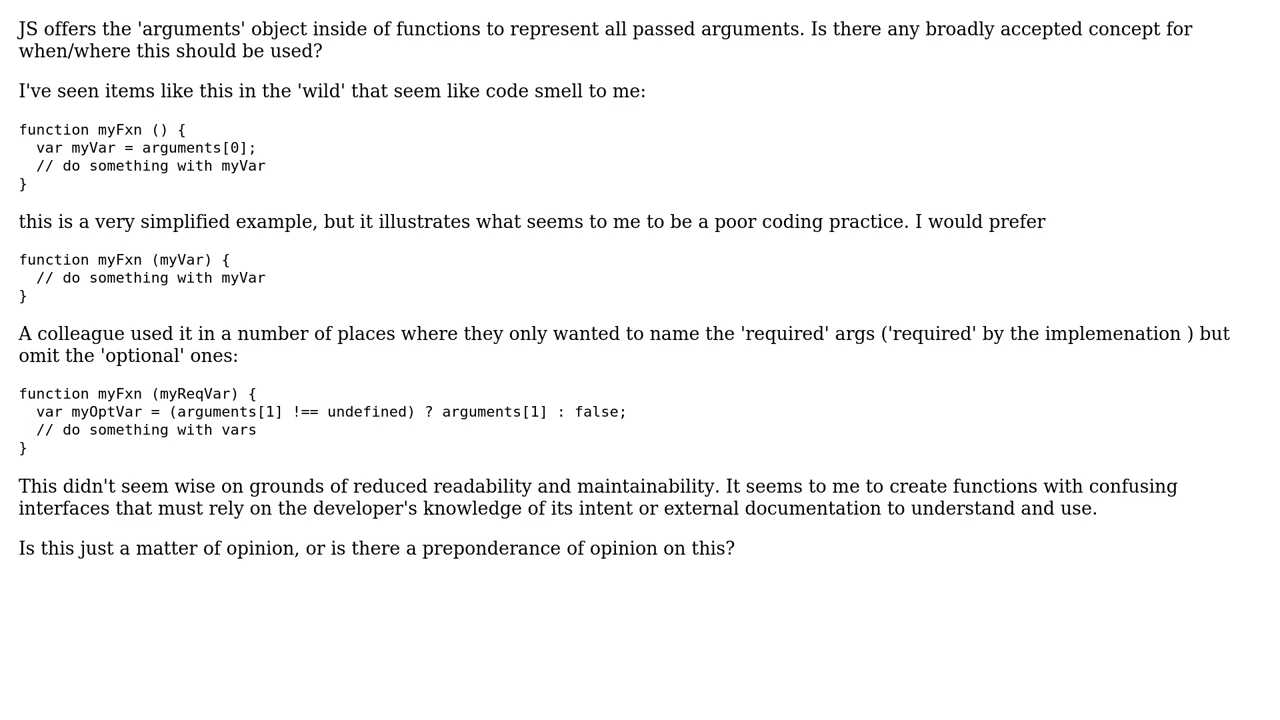 JS offers the 'arguments' object inside of functions to represent all passed arguments. Is there any broadly accepted concept for
when/where this should be used?
I've seen items like this in the 'wild' that seem like code smell to me:
function myFxn () {
  var myVar = arguments[0];
  // do something with myVar
}
this is a very simplified example, but it illustrates what seems to me to be a poor coding practice. I would prefer
function myFxn (myVar) {
  // do something with myVar
}
A colleague used it in a number of places where they only wanted to name the 'required' args ('required' by the implemenation ) but
omit the 'optional' ones:
function myFxn (myReqVar) {
  var myOptVar = (arguments[1] !== undefined) ? arguments[1] : false;
  // do something with vars
}
This didn't seem wise on grounds of reduced readability and maintainability. It seems to me to create functions with confusing
interfaces that must rely on the developer's knowledge of its intent or external documentation to understand and use.
Is this just a matter of opinion, or is there a preponderance of opinion on this?